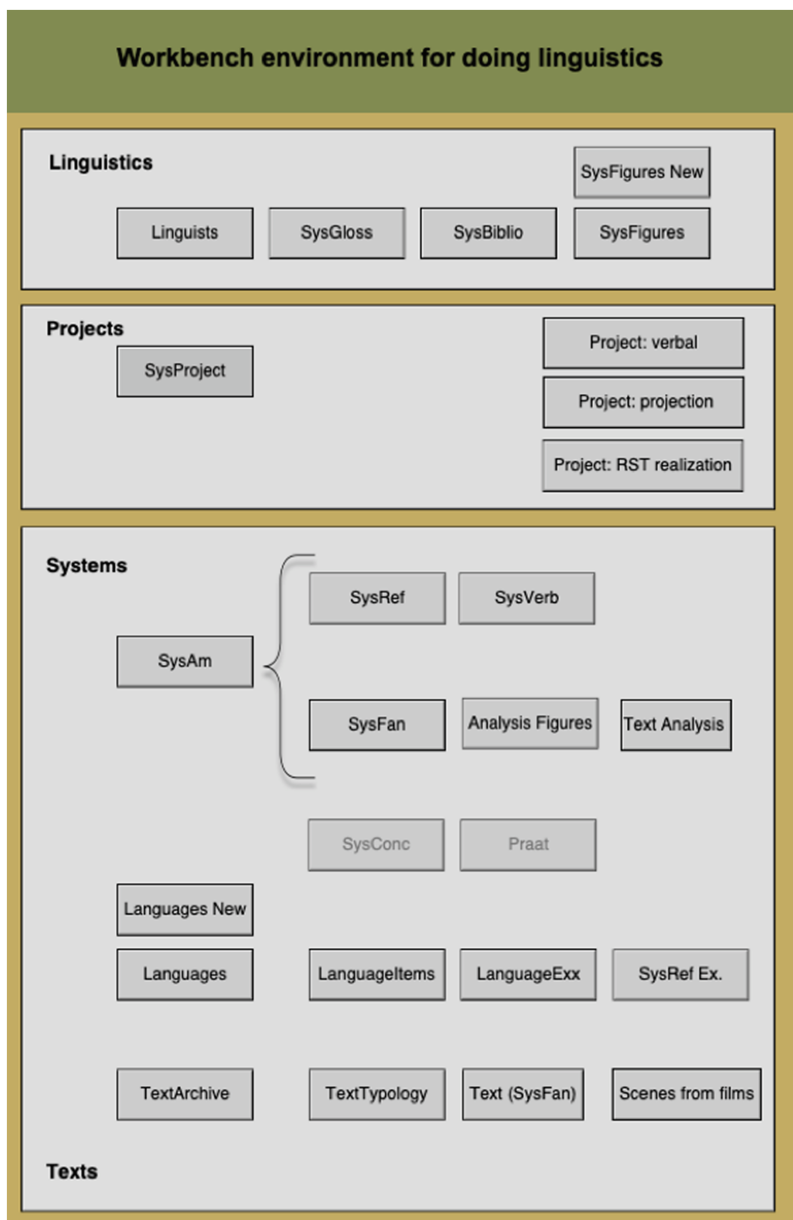 Workbench environment for doing linguistics
Linguistics
SysFigures New
Linguists
SysGloss
SysBiblio
SysFigures
Projects
Project: verbal
SysProject
Project: projection
Project: RST realization
Systems
SysRef
SysVerb
SysAm
SysFan
Analysis Figures
Text Analysis
SysConc
Praat
Languages New
Languages
LanguageItems
LanguageExx
SysRef Ex.
TextArchive
TextTypology
Text (SysFan)
Scenes from films
Texts